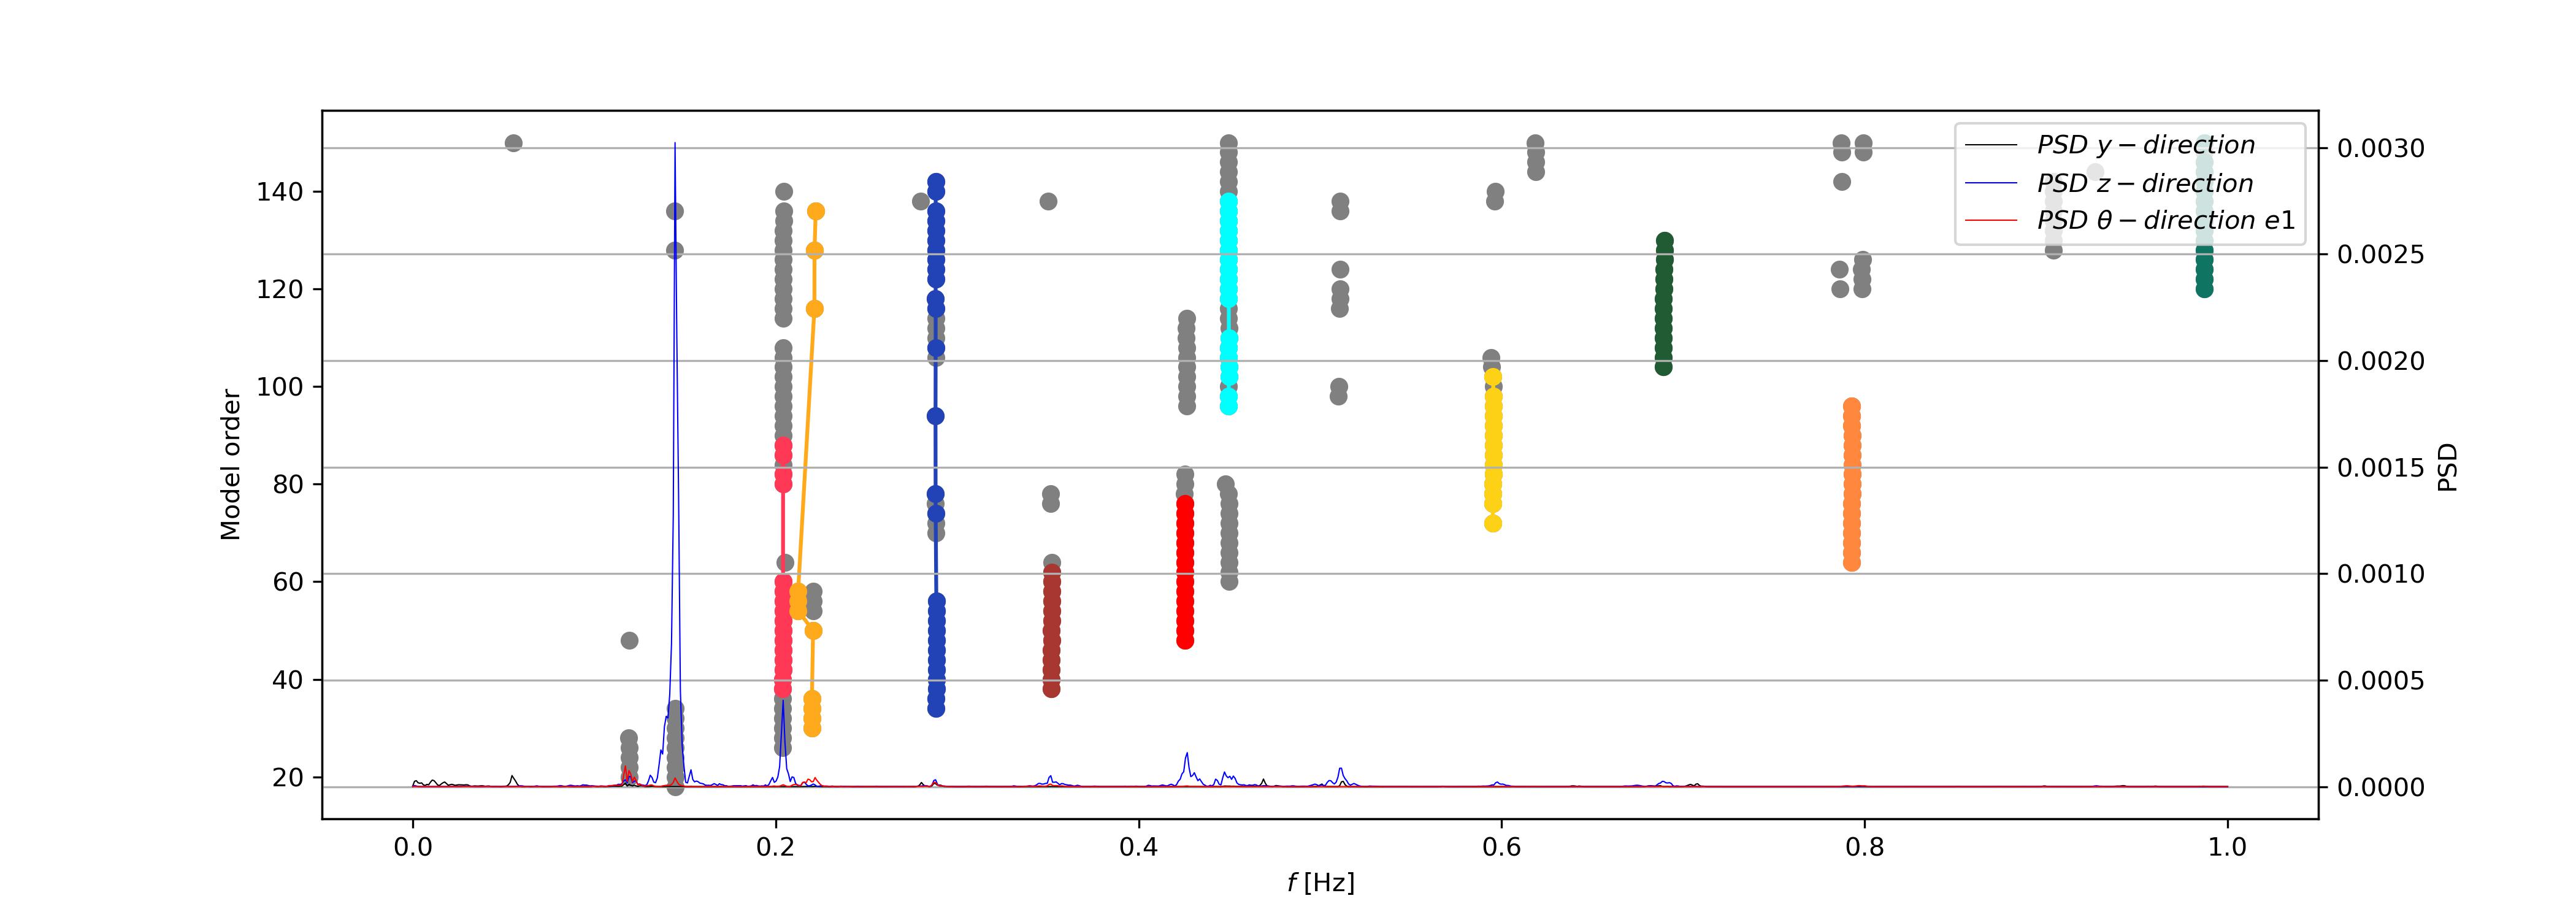 PSD y − direction
PSD z − direction
PSD θ − direction e1
Model order
140
120
100
80
60
40
20
0.0030
0.0025
0.0020
0.0015
0.0010
0.0005
0.0000
PSD
0.0 0.2 0.4 0.6 0.8 1.0
f [Hz]